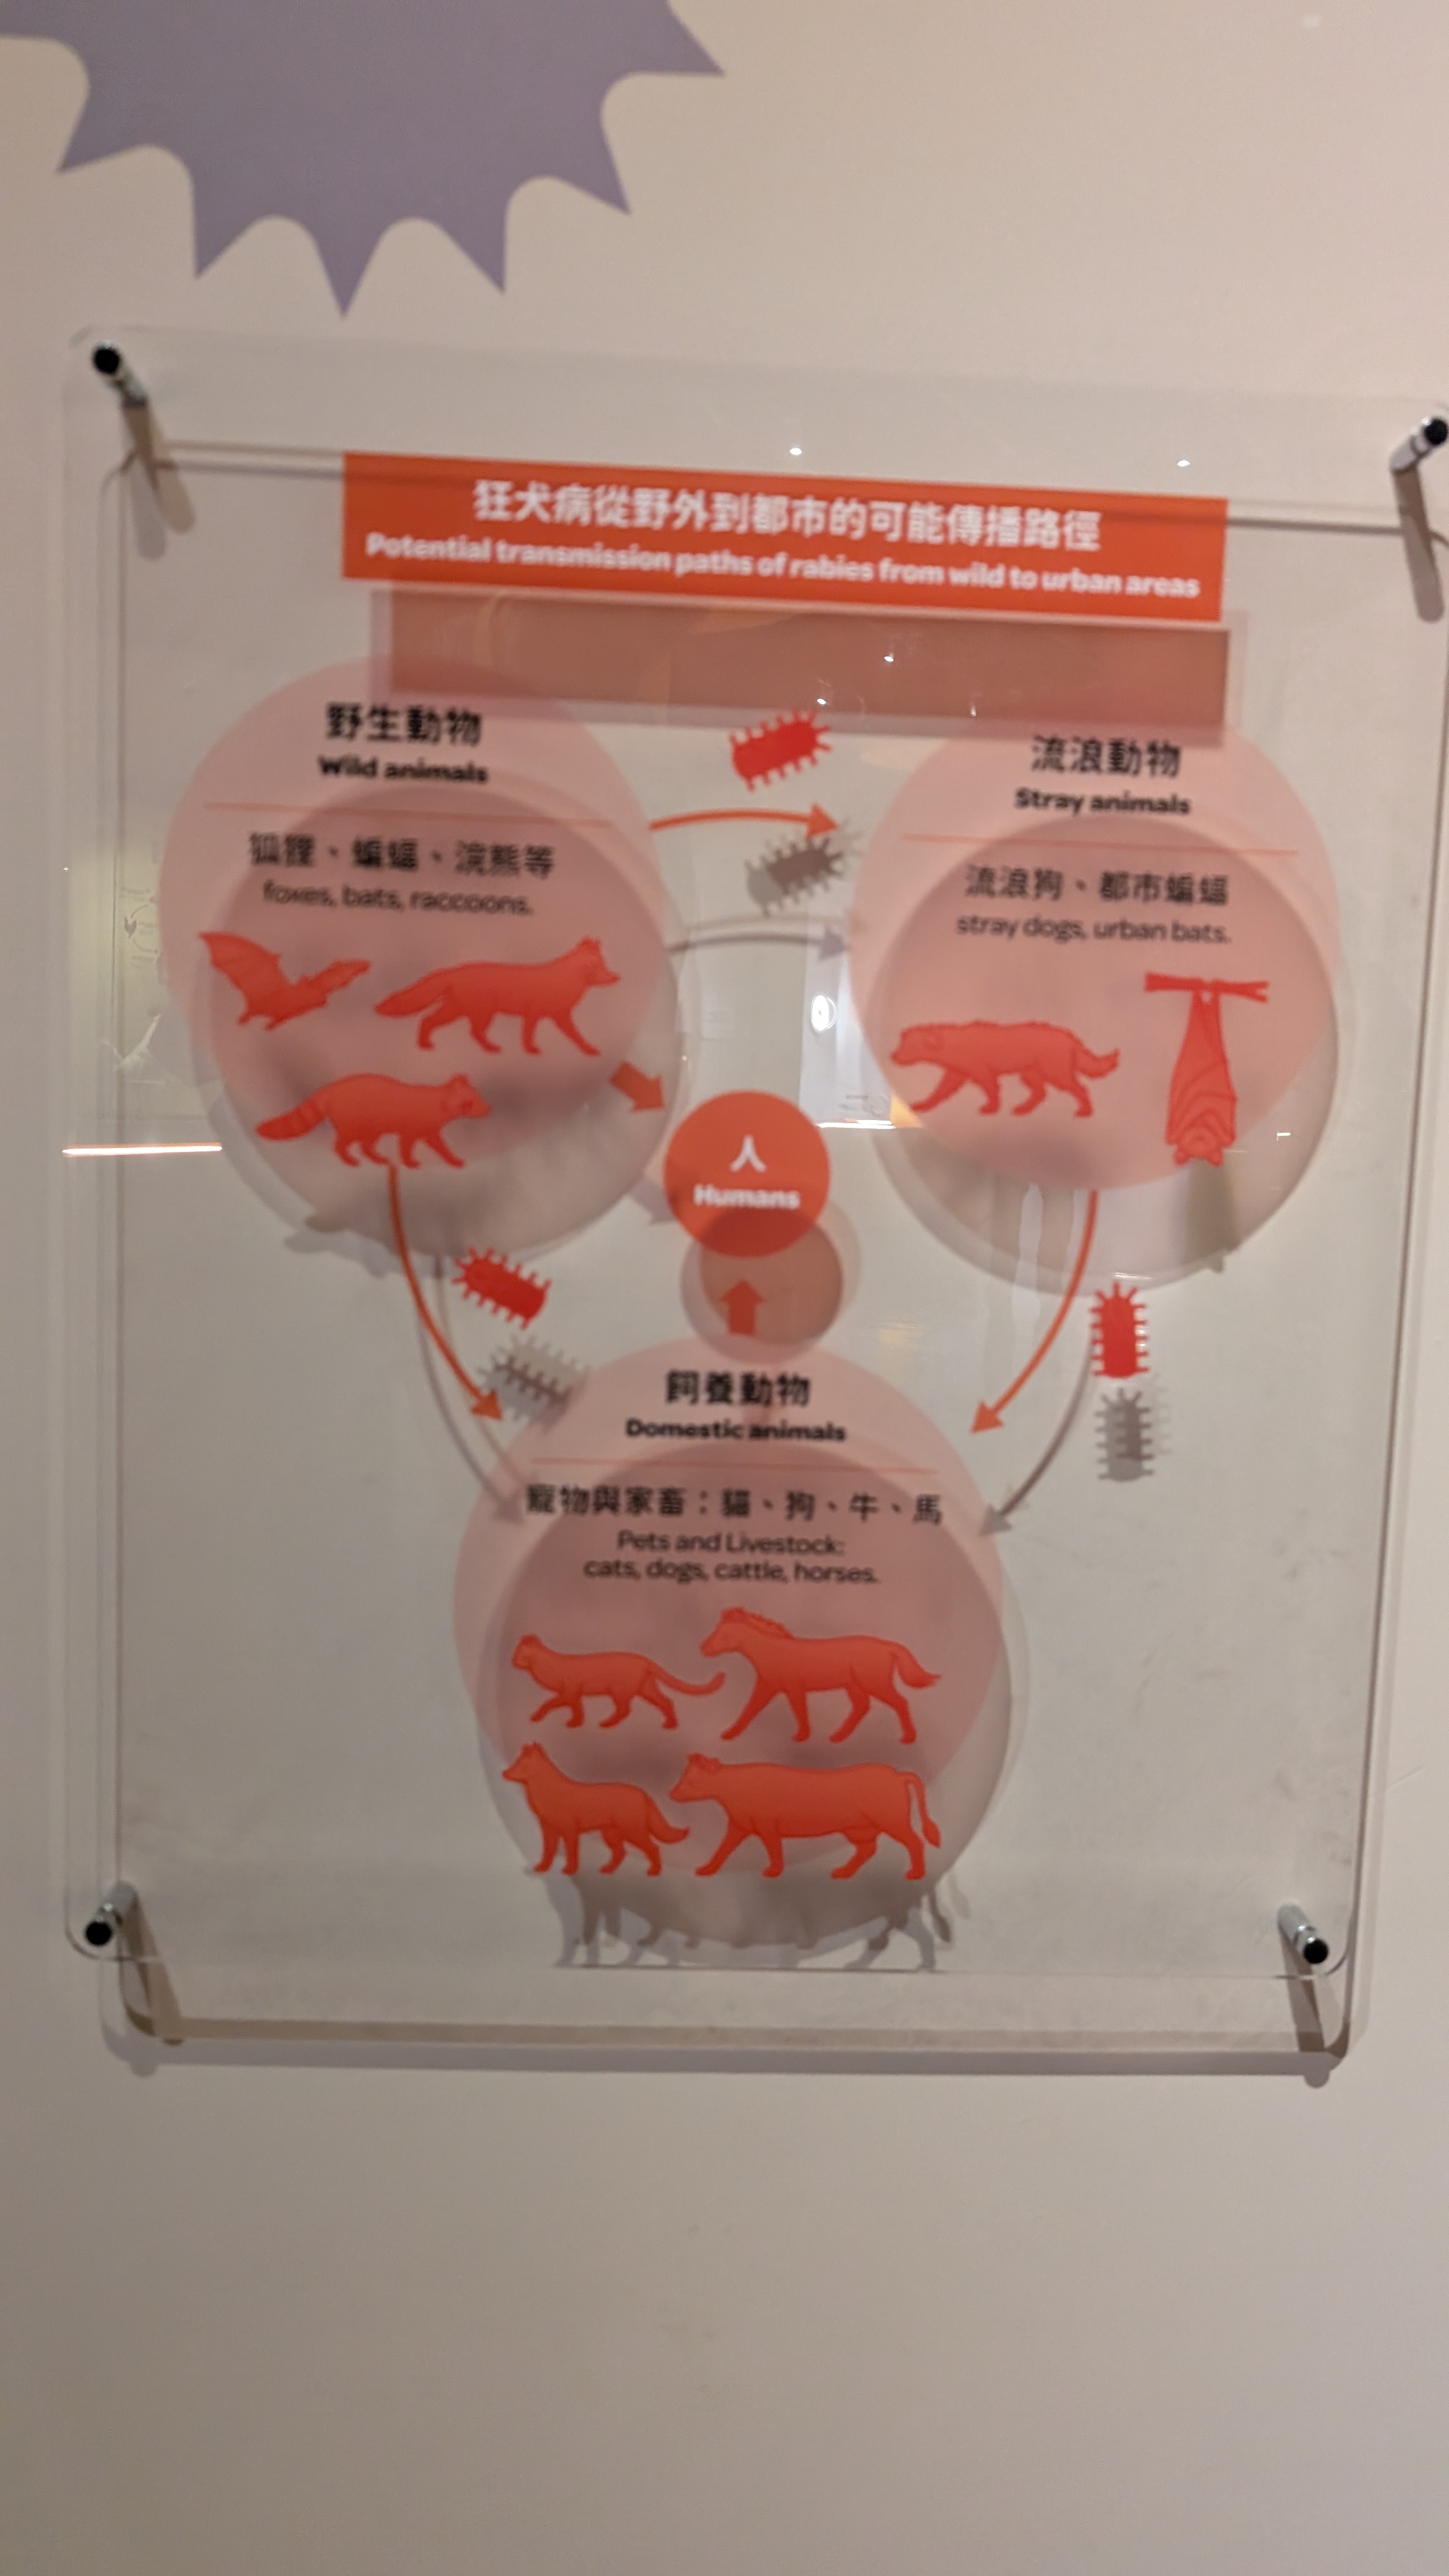 狂犬病從野外到都市的可能傳播路徑
Potential transmission paths of rabies from wild to urban areas
野生動物
Wild animals
狐狸、蝙蝠、浣熊等
foxes, bats, raccoons.
流浪動物
Stray animals
流浪狗、都市蝙蝠
stray dogs, urban bats.
人
Humans
飼養動物
Domestic animals
寵物與家畜：貓、狗、牛、馬
Pets and Livestock:
cats, dogs, cattle, horses.